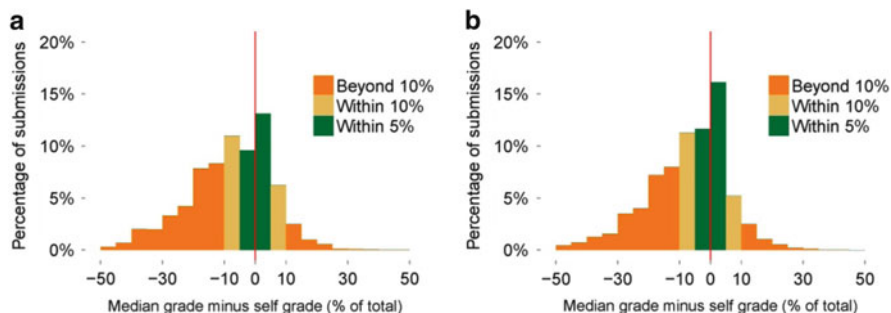 a
20%
15%
10%
5%
0%
Percentage of submissions
Beyond 10%
Within 10%
Within 5%
−50 −30 −10 0 10 30 50
Median grade minus self grade (% of total)
b
20%
15%
10%
5%
0%
Percentage of submissions
Beyond 10%
Within 10%
Within 5%
−50 −30 −10 0 10 30 50
Median grade minus self grade (% of total)